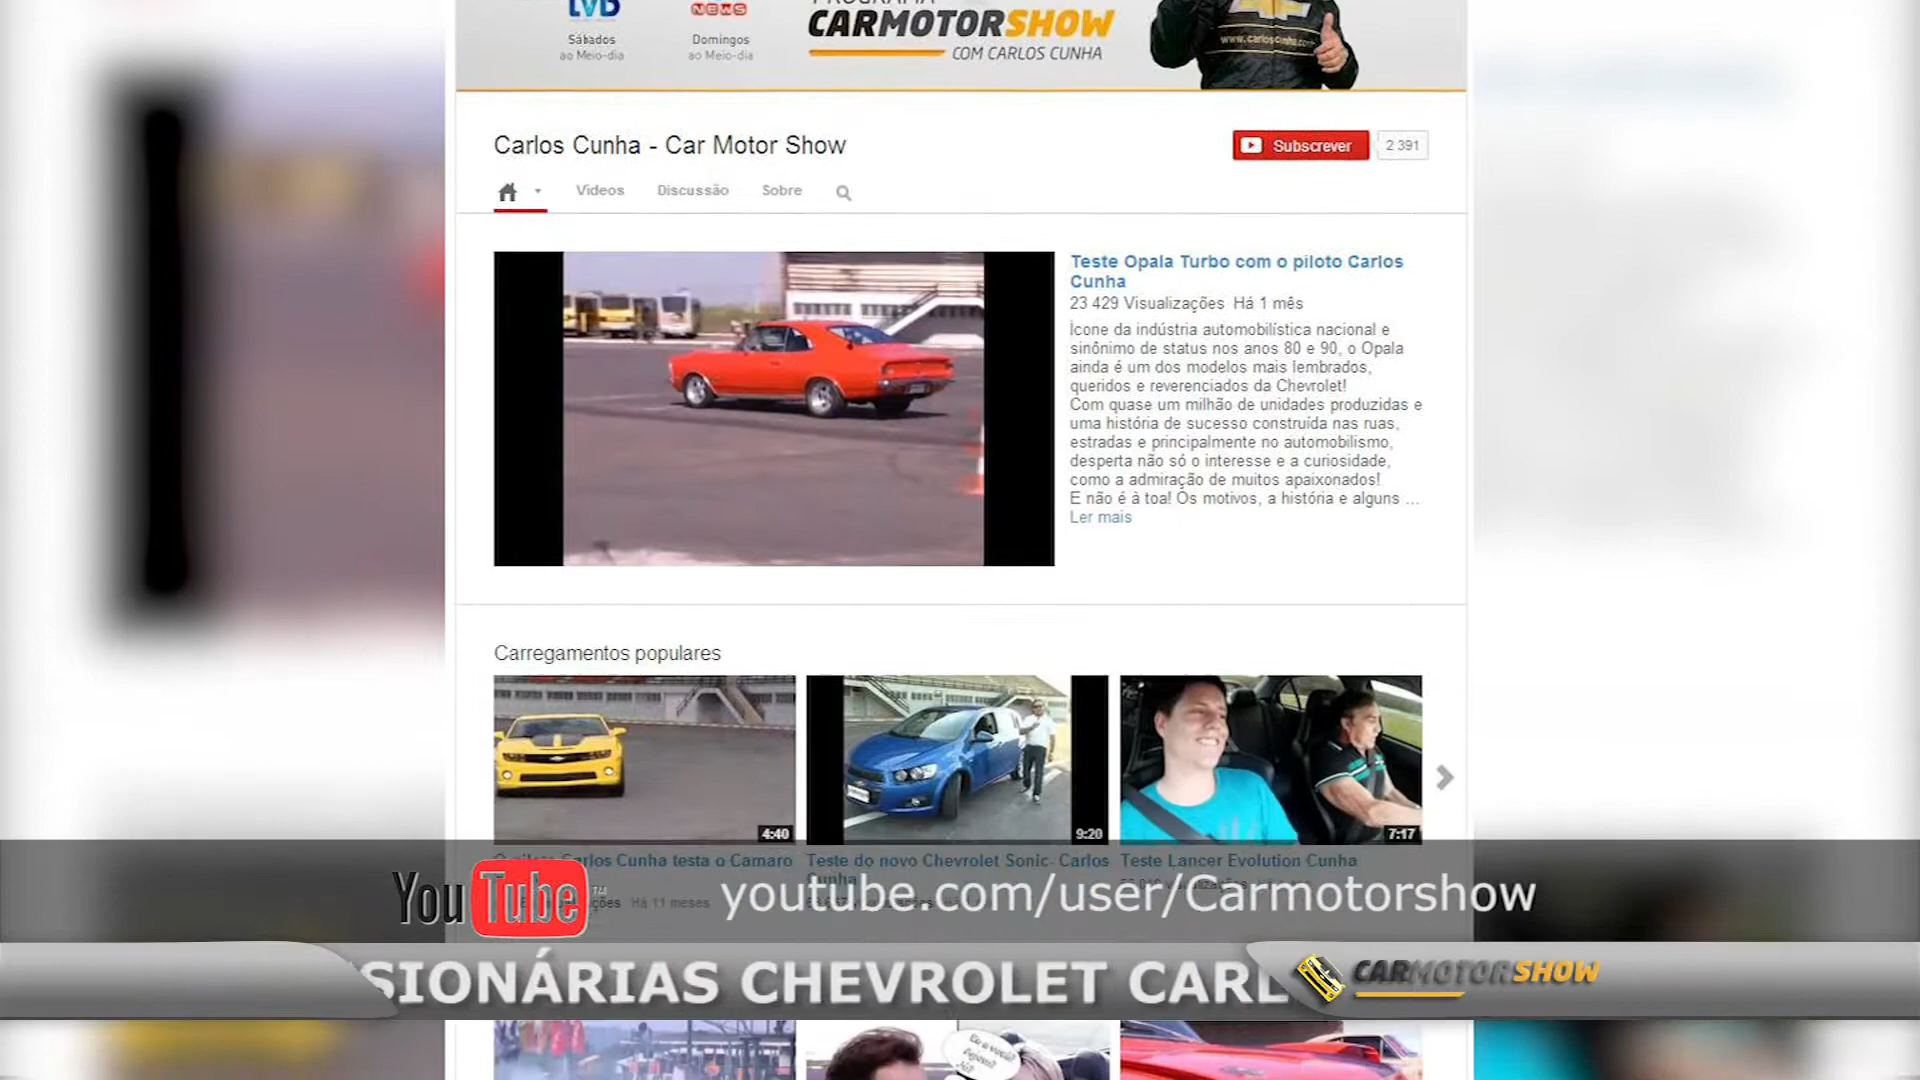 TVB
NEWS
Sábados
ao Meio-dia
Domingos
ao Meio-dia
PROGRAMA
CARMOTORSHOW
COM CARLOS CUNHA
Carlos Cunha - Car Motor Show
Subscrever
2 391
Vídeos
Discussão
Sobre
Teste Opala Turbo com o piloto Carlos
Cunha
23 429 Visualizações Há 1 mês
Ícone da indústria automobilística nacional e
sinônimo de status nos anos 80 e 90, o Opala
ainda é um dos modelos mais lembrados,
queridos e reverenciados da Chevrolet!
Com quase um milhão de unidades produzidas e
uma história de sucesso construída nas ruas,
estradas e principalmente no automobilismo,
desperta não só o interesse e a curiosidade,
como a admiração de muitos apaixonados!
E não é à toa! Os motivos, a história e alguns ...
Ler mais
Carregamentos populares
4:40
9:20
7:17
O piloto Carlos Cunha testa o Camaro
Teste do novo Chevrolet Sonic- Carlos
Cunha
Teste Lancer Evolution Cunha
Há 11 meses
YouTube™
youtube.com/user/Carmotorshow
SIONÁRIAS CHEVROLET CARL
CARMOTORSHOW